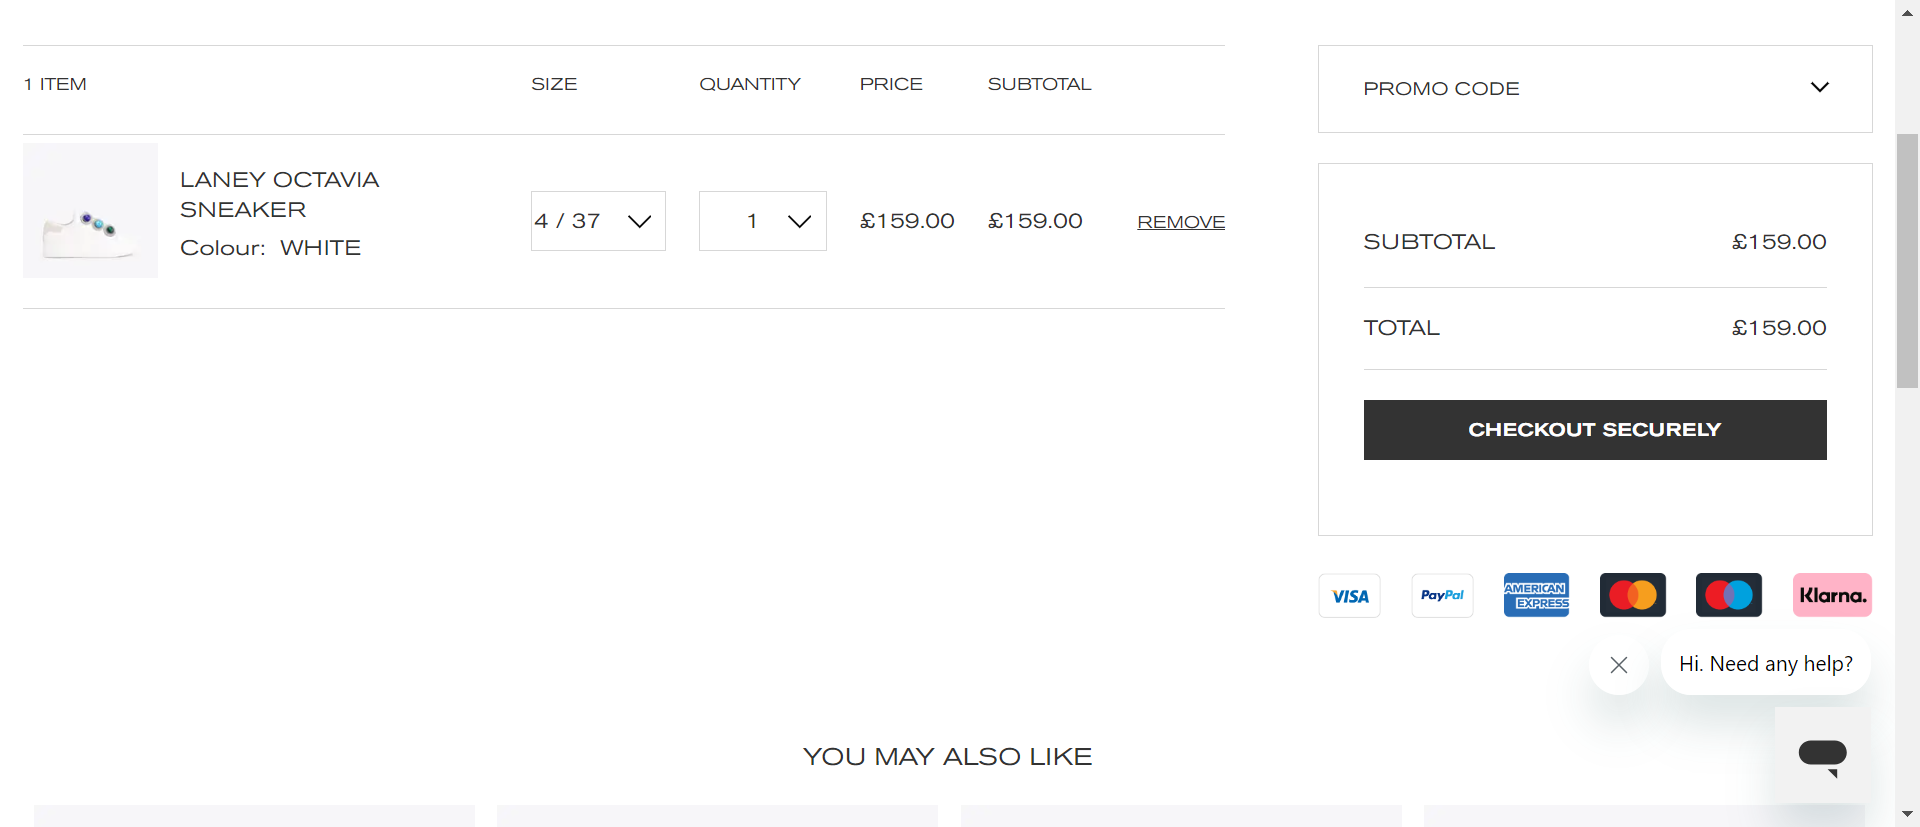 1 ITEM SIZE QUANTITY PRICE SUBTOTAL
LANEY OCTAVIA
SNEAKER
Colour: WHITE
4 / 37 1 £159.00 £159.00 REMOVE
PROMO CODE
SUBTOTAL £159.00
TOTAL £159.00
CHECKOUT SECURELY
VISA PayPal AMERICAN EXPRESS Klarna.
Hi. Need any help?
YOU MAY ALSO LIKE